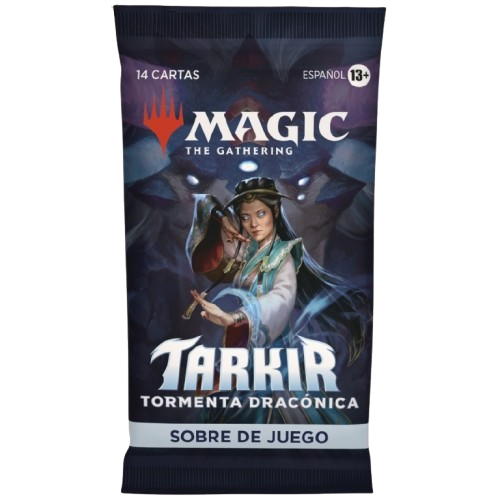 14 CARTAS
ESPAÑOL 13+
MAGIC
THE GATHERING
TARKIR
TORMENTA DRACÓNICA
SOBRE DE JUEGO